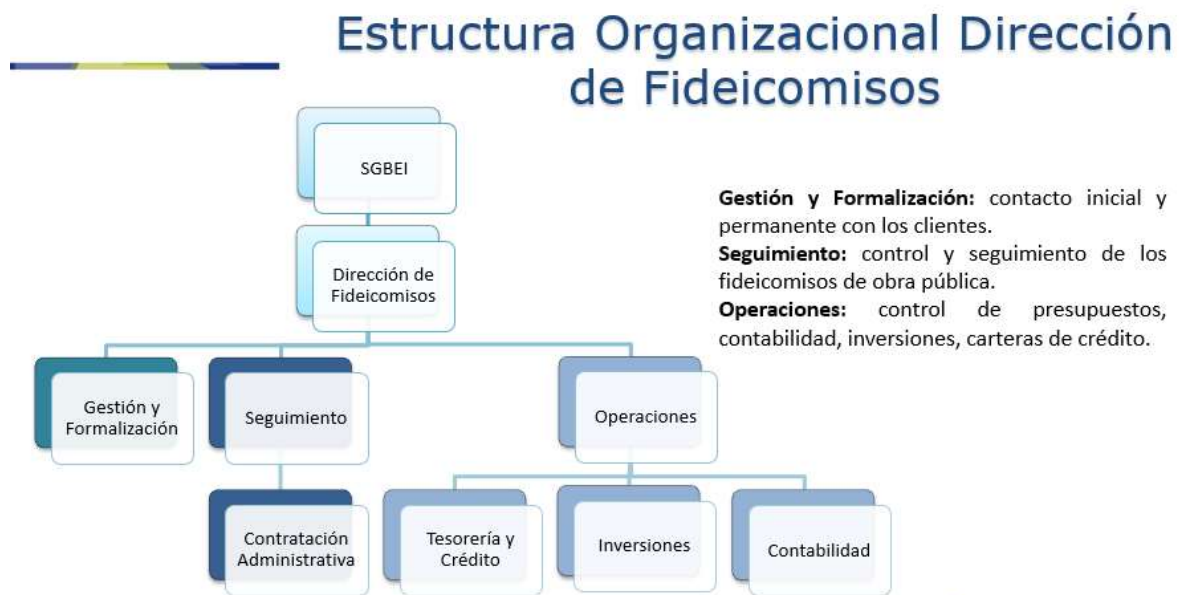 Estructura Organizacional Dirección
de Fideicomisos
SGBEI
Dirección de
Fideicomisos
Gestión y
Formalización
Seguimiento
Operaciones
Contratación
Administrativa
Tesorería y
Crédito
Inversiones
Contabilidad
Gestión y Formalización: contacto inicial y
permanente con los clientes.
Seguimiento: control y seguimiento de los
fideicomisos de obra pública.
Operaciones: control de presupuestos,
contabilidad, inversiones, carteras de crédito.